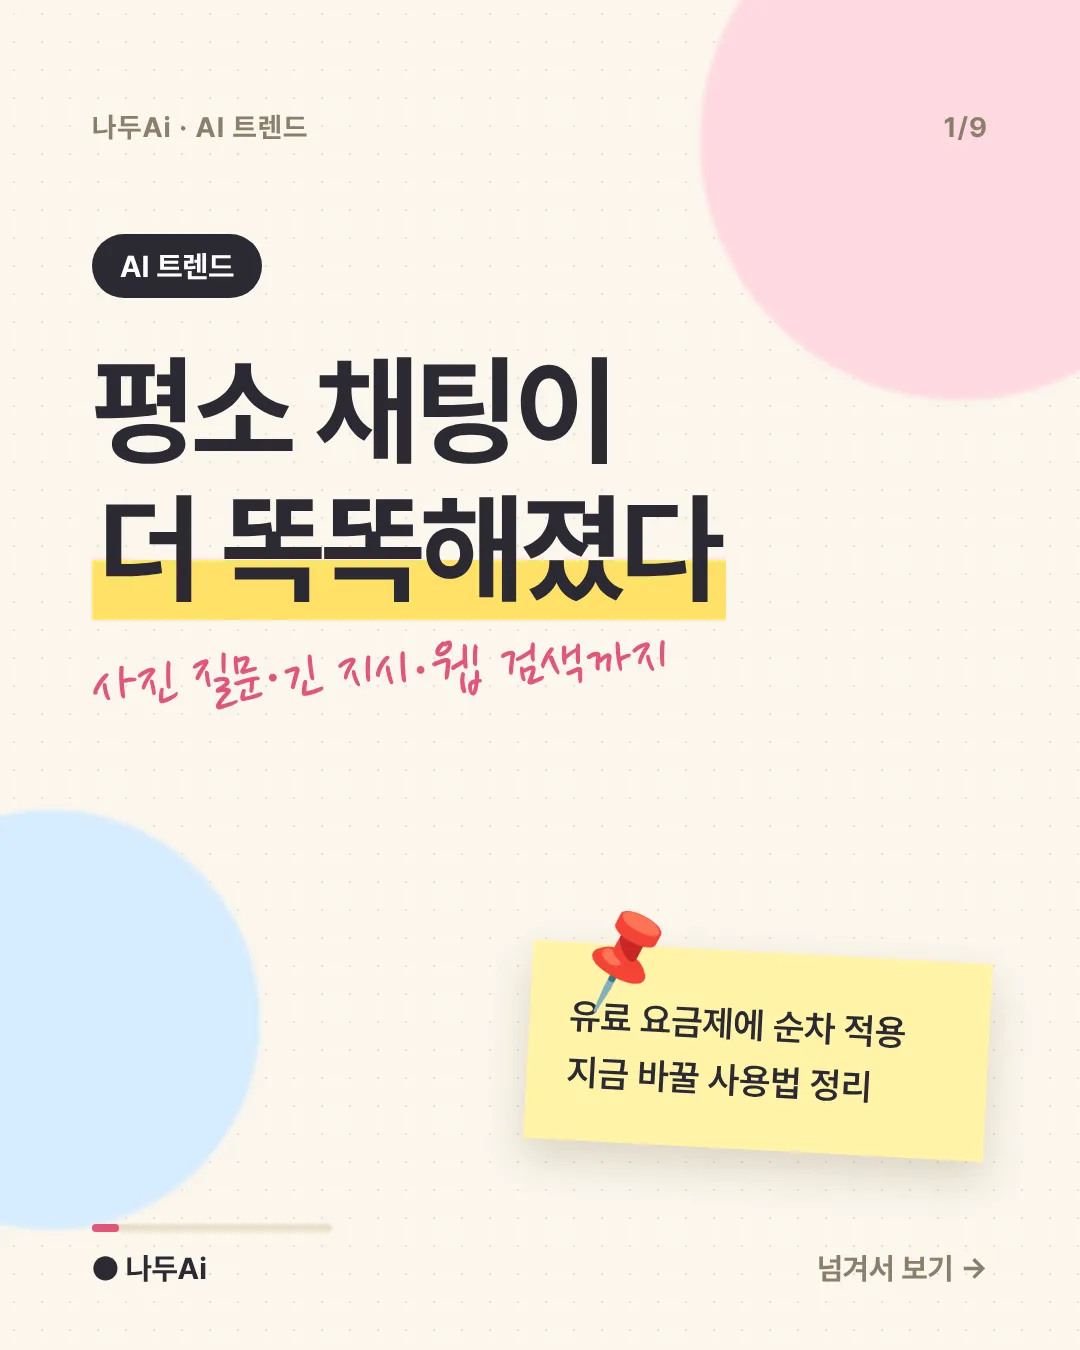 나두Ai · AI 트렌드
1/9
AI 트렌드
평소 채팅이
더 똑똑해졌다
사진 질문·긴 지시·웹 검색까지
유료 요금제에 순차 적용
지금 바꿀 사용법 정리
● 나두Ai
넘겨서 보기 →